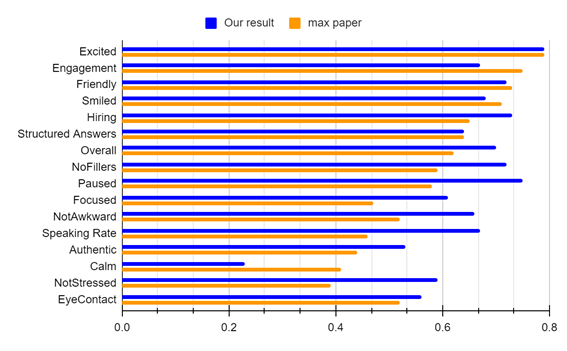 Our result max paper
Excited
Engagement
Friendly
Smiled
Hiring
Structured Answers
Overall
NoFillers
Paused
Focused
NotAwkward
Speaking Rate
Authentic
Calm
NotStressed
EyeContact
0.0 0.2 0.4 0.6 0.8